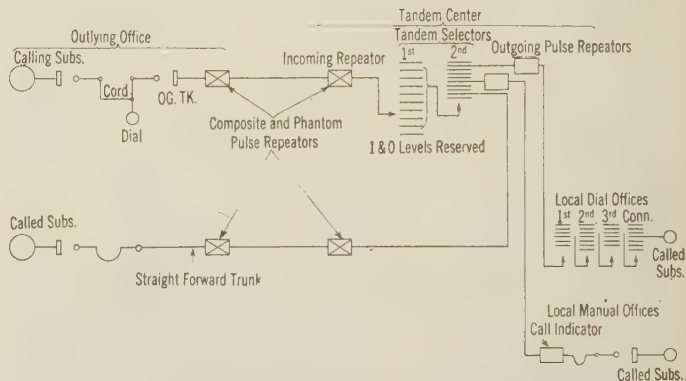 Tandem Center
Outlying Office
Tandem Selectors
Calling Subs.
Incoming Repeator
1st
2nd
Outgoing Pulse Repeators
Cord
OG. TK.
Dial
Composite and Phantom
Pulse Repeators
1 & 0 Levels Reserved
Called Subs.
Straight Forward Trunk
Local Dial Offices
1st 2nd 3rd Conn.
Called
Subs.
Local Manual Offices
Call Indicator
Called Subs.